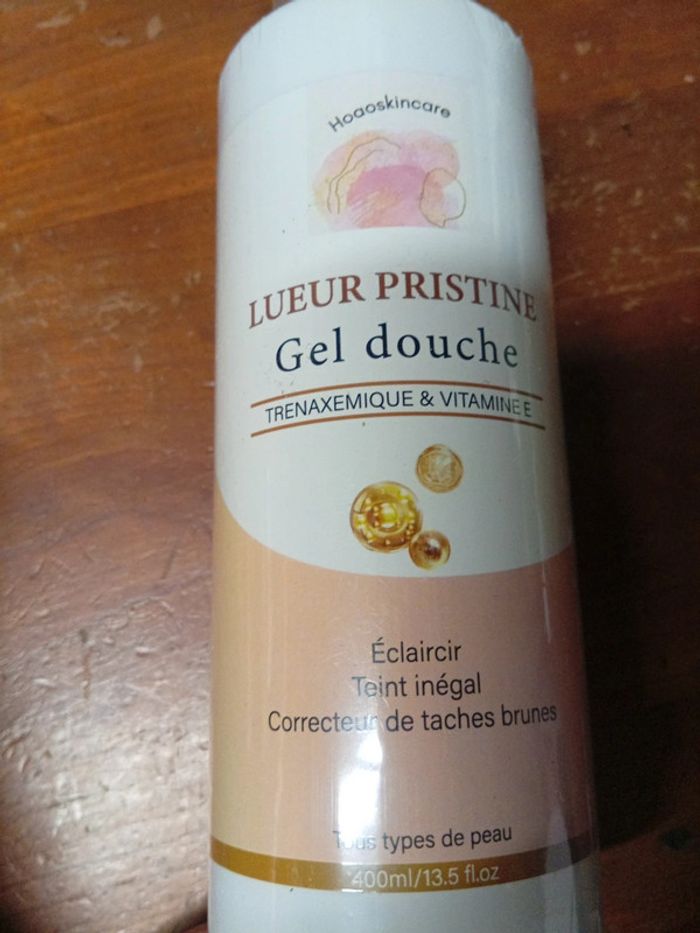 Hoaoskincare
LUEUR PRISTINE
Gel douche
TRENAXEMIQUE & VITAMINE E
Éclaircir
Teint inégal
Correcteur de taches brunes
Tous types de peau
400ml/13.5 fl.oz